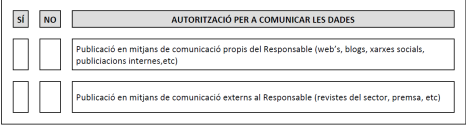 SÍ NO AUTORITZACIÓ PER A COMUNICAR LES DADES
Publicació en mitjans de comunicació propis del Responsable (web's, blogs, xarxes socials,
publiciacions internes,etc)
Publicació en mitjans de comunicació externs al Responsable (revistes del sector, premsa, etc)